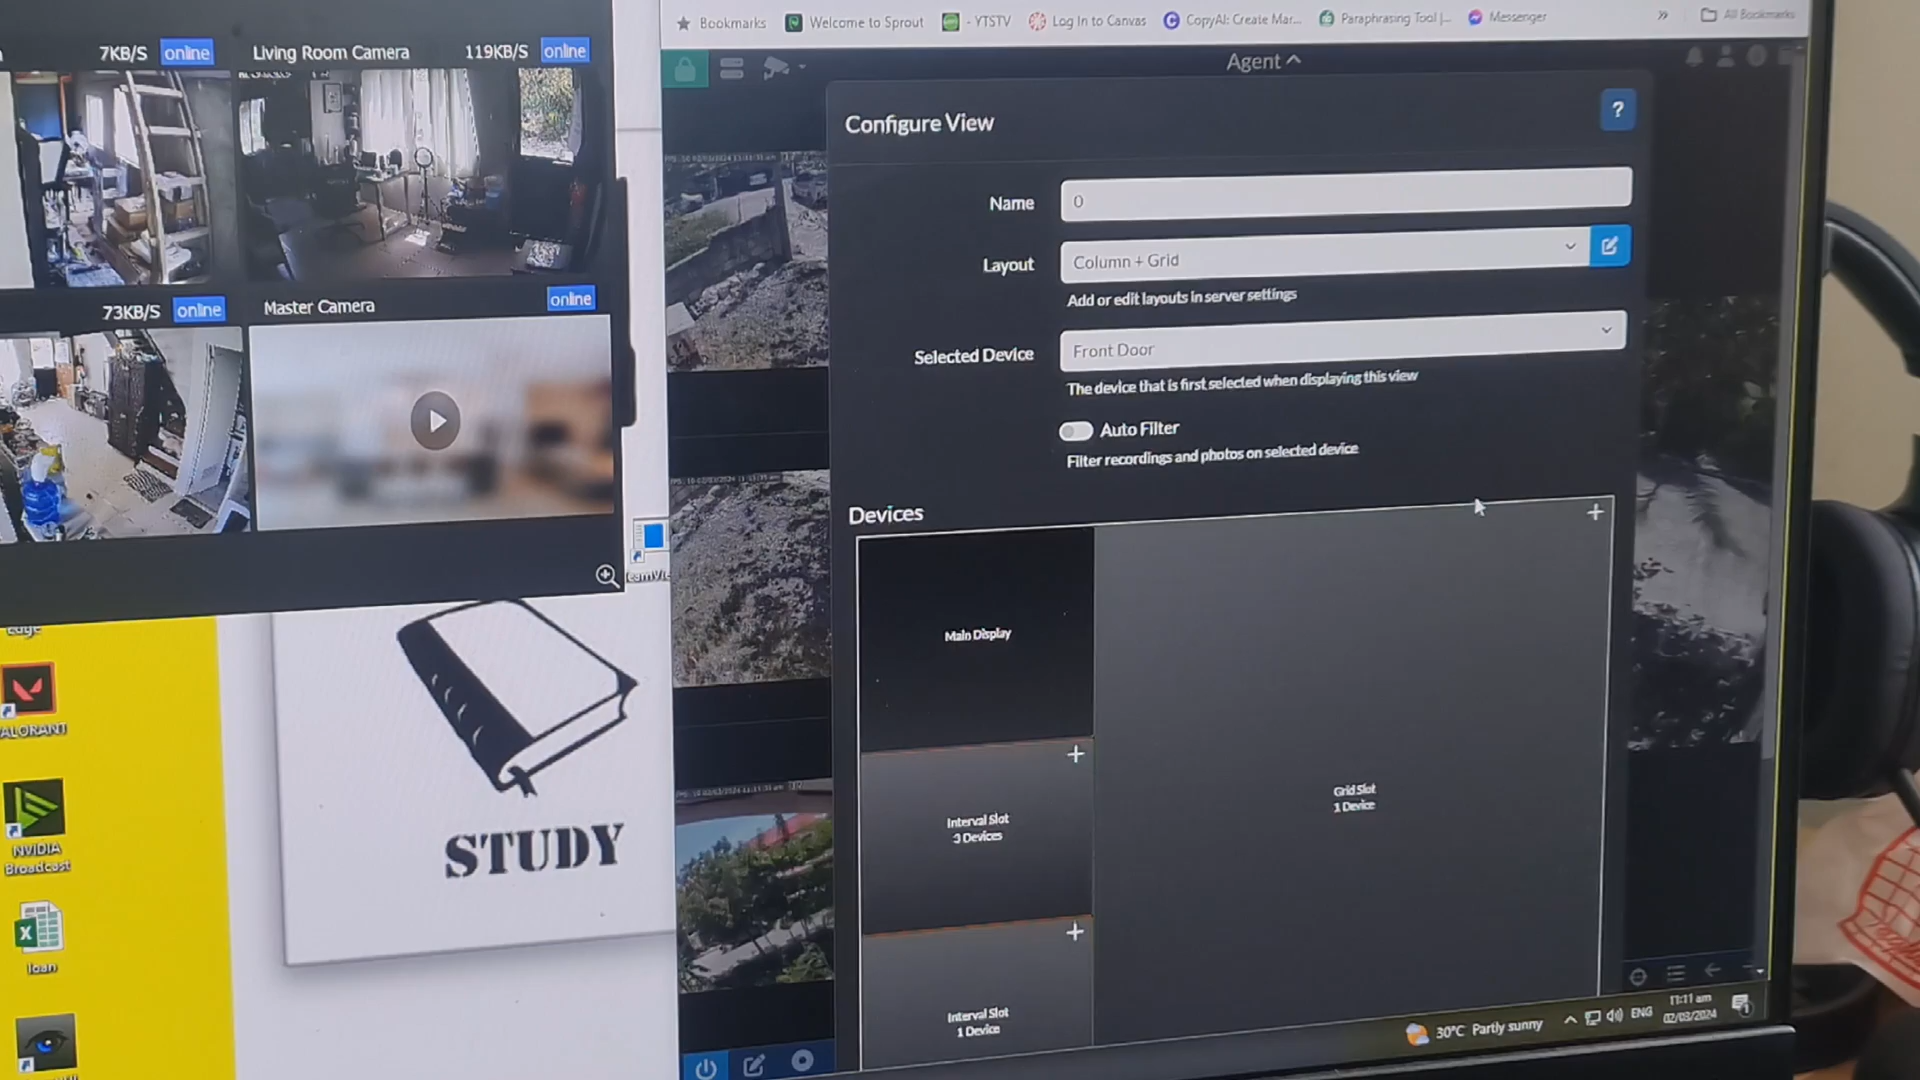 Bookmarks
Welcome to Sprout
- YTSTV
Log In to Canvas
CopyAI: Create Mar...
Paraphrasing Tool |...
Messenger
»
All Bookmarks
7KB/S
online
Living Room Camera
119KB/S
online
73KB/S
online
Master Camera
online
Agent
Configure View
?
Name
0
Layout
Column + Grid
Add or edit layouts in server settings
Selected Device
Front Door
The device that is first selected when displaying this view
Auto Filter
Filter recordings and photos on selected device
Devices
+
Main Display
+
Interval Slot
3 Devices
Grid Slot
1 Device
+
Interval Slot
1 Device
Edge
VALORANT
NVIDIA
Broadcast
X
loan
STUDY
30°C Partly sunny
ENG
11:11 am
02/03/2024